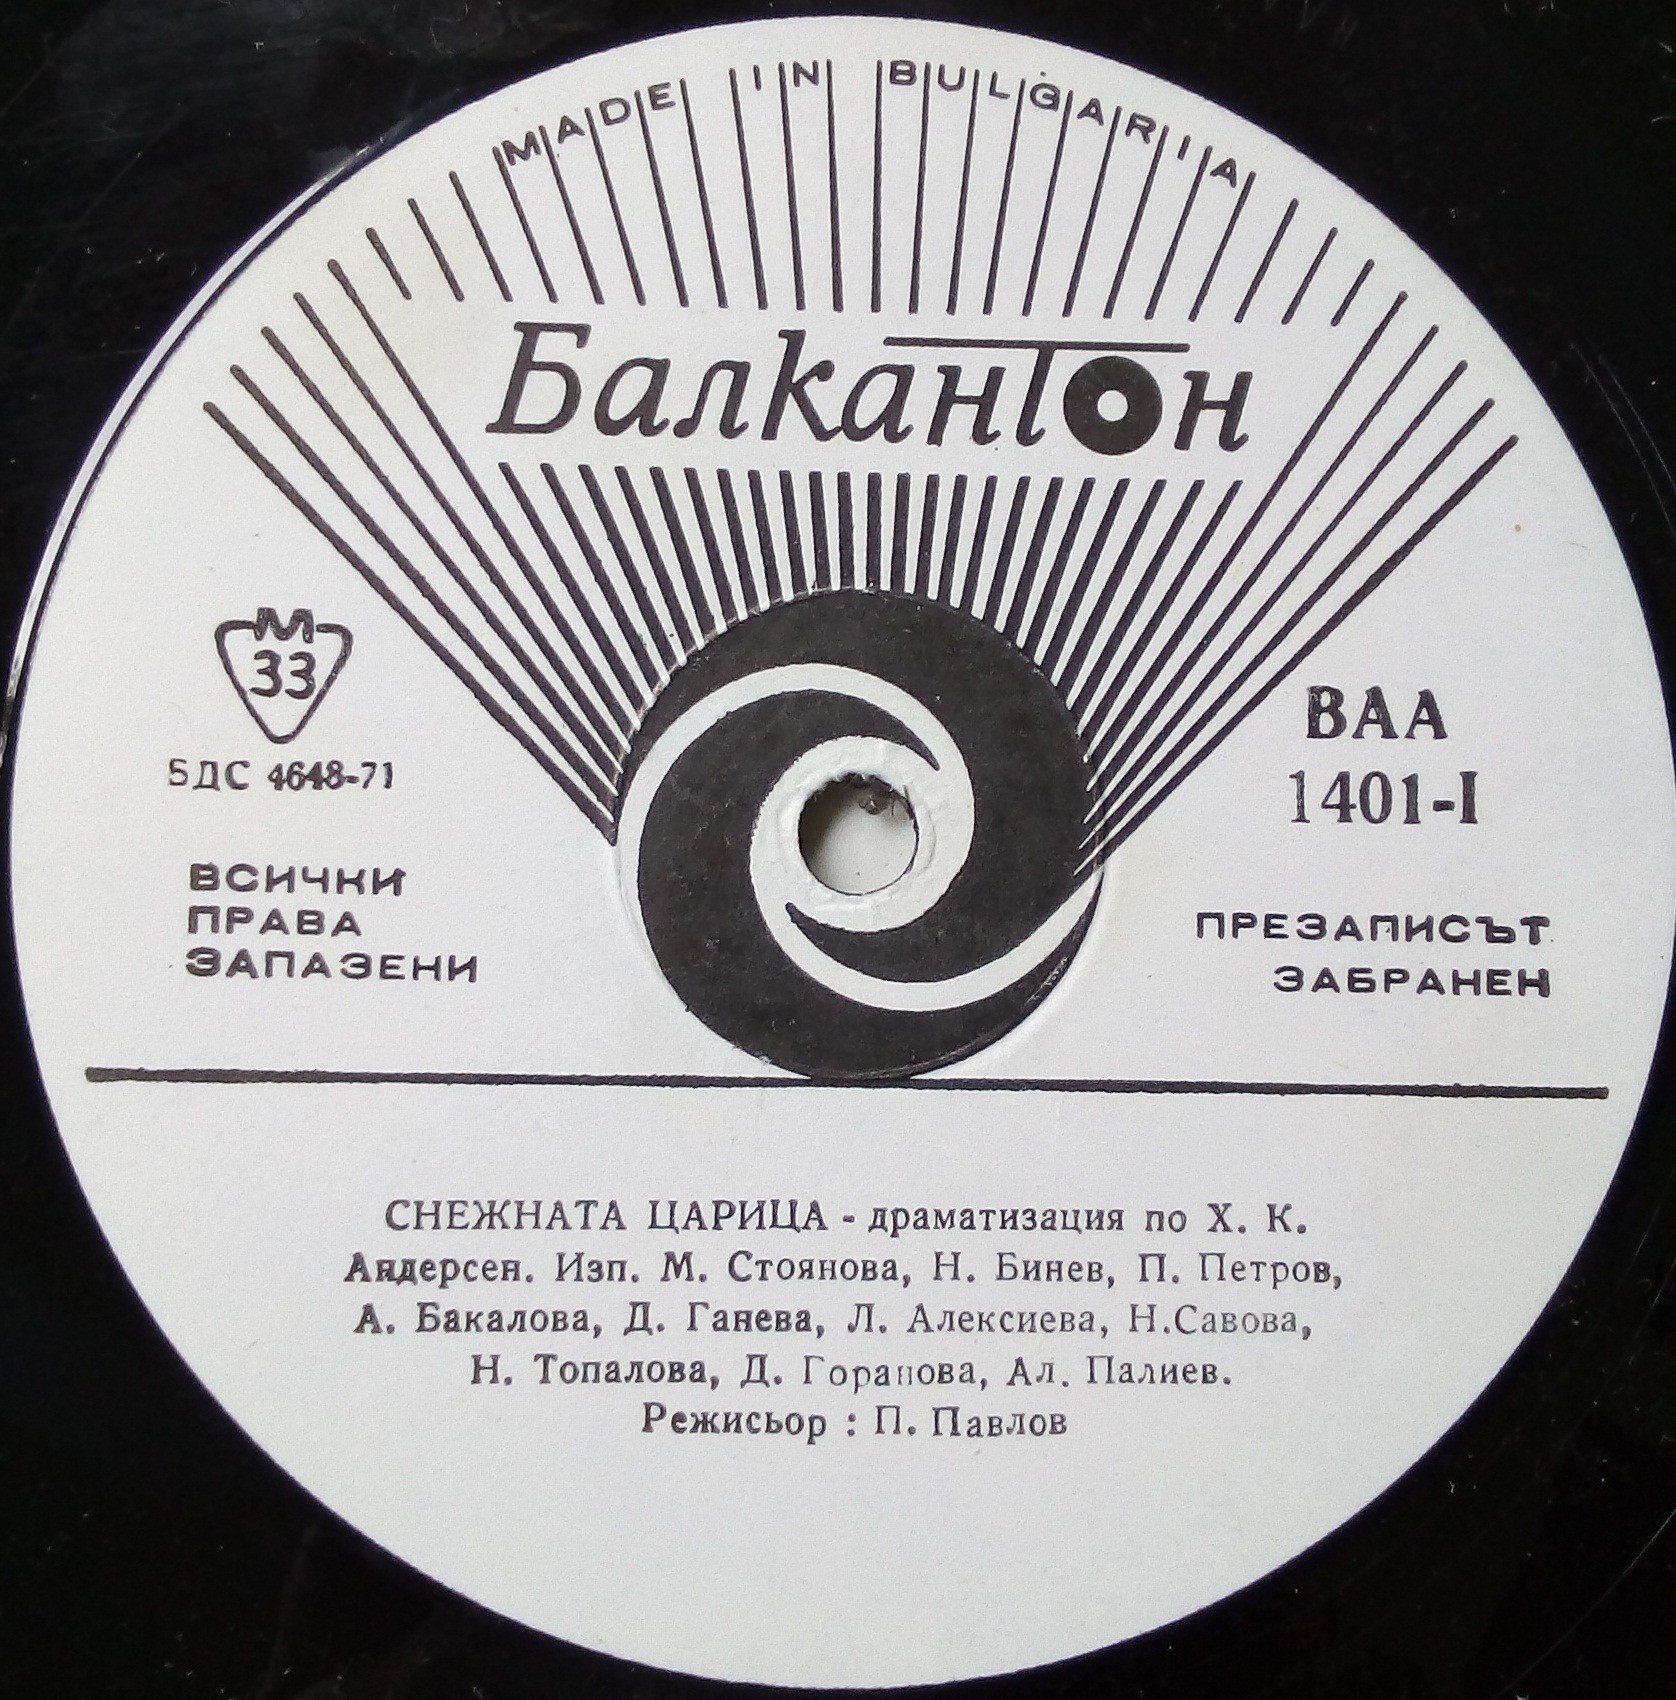 MADE IN BULGARIA
Балкантон
М
33
БДС 4648-71
ВСИЧКИ
ПРАВА
ЗАПАЗЕНИ
ВАА
1401-I
ПРЕЗАПИСЪТ
ЗАБРАНЕН
СНЕЖНАТА ЦАРИЦА - драматизация по Х. К.
Андерсен. Изп. М. Стоянова, Н. Бинев, П. Петров,
А. Бакалова, Д. Ганева, Л. Алексиева, Н.Савова,
Н. Топалова, Д. Горанова, Ал. Палиев.
Режисьор : П. Павлов